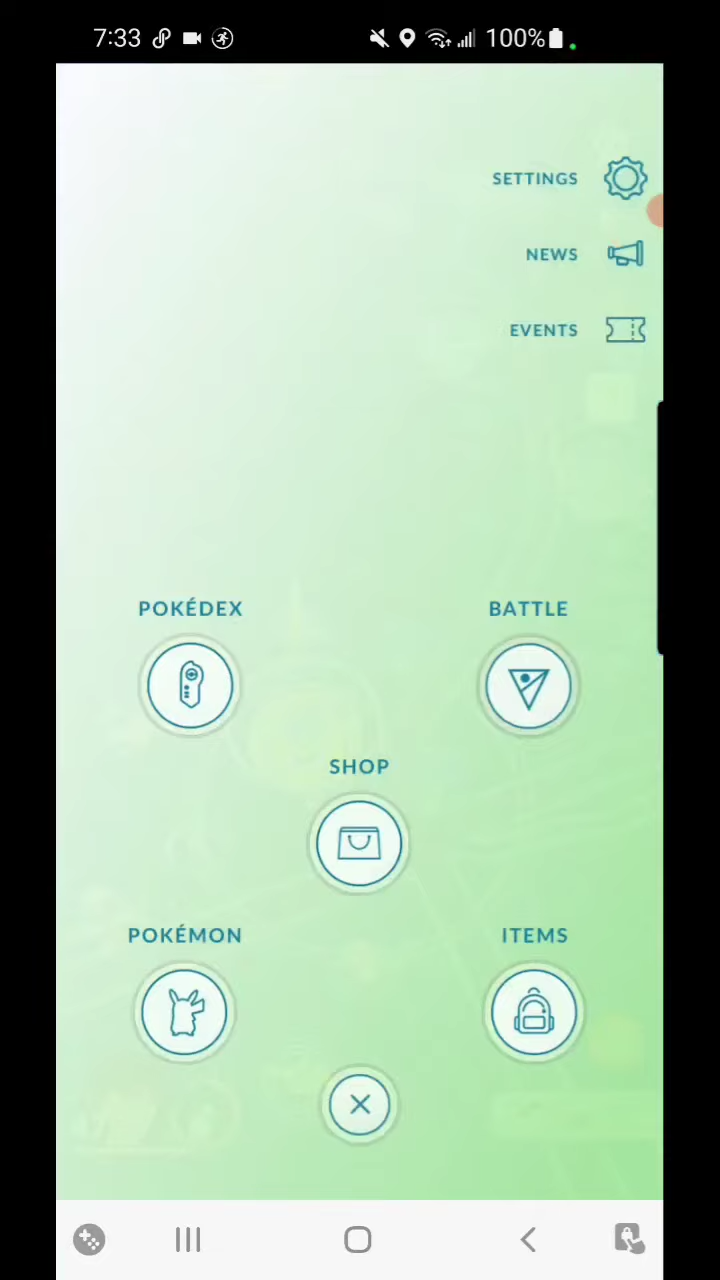 7:33
100%
SETTINGS
NEWS
EVENTS
POKÉDEX
BATTLE
SHOP
POKÉMON
ITEMS